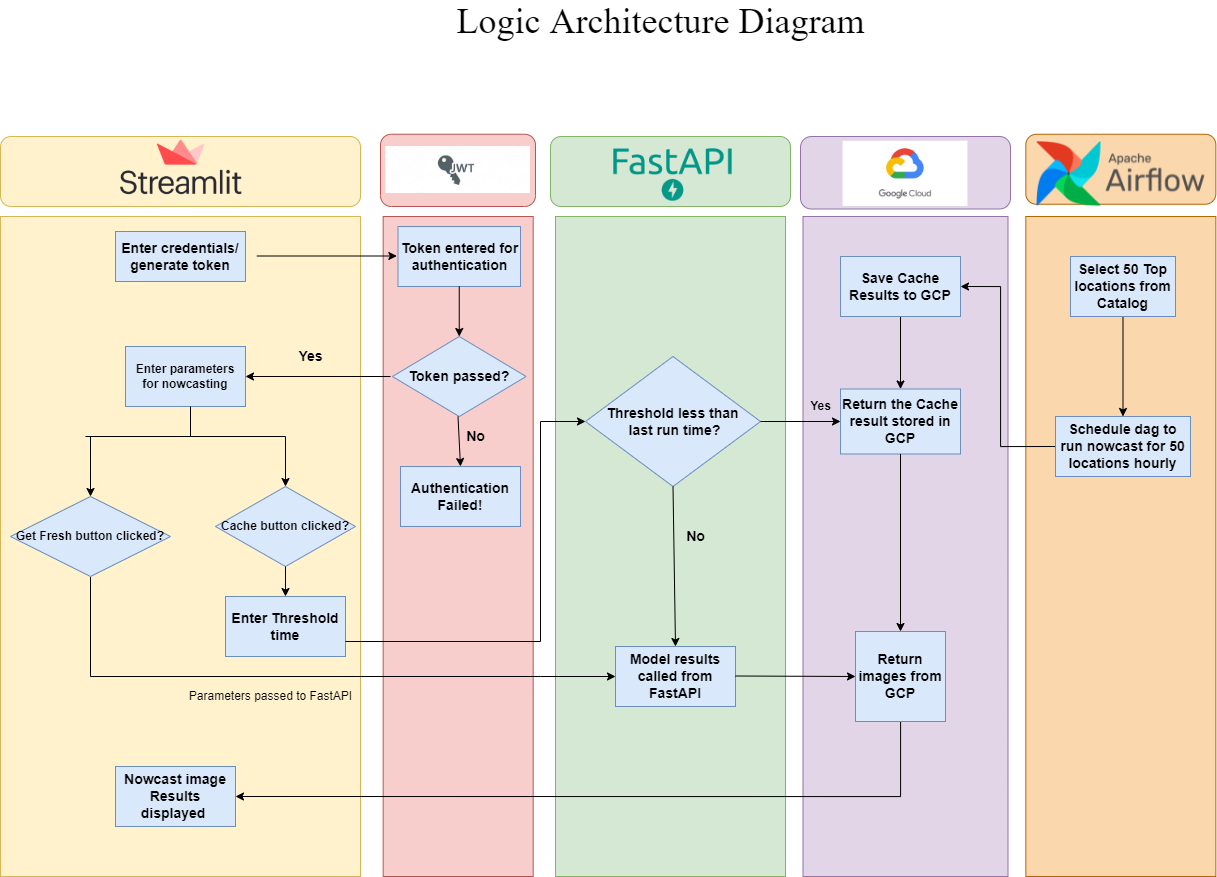 Logic Architecture Diagram
Streamlit
JWT
FastAPI
Google Cloud
Apache
Airflow
Enter credentials/
generate token
Token entered for
authentication
Save Cache
Results to GCP
Select 50 Top
locations from
Catalog
Enter parameters
for nowcasting
Yes
Token passed?
No
Authentication
Failed!
Threshold less than
last run time?
Yes
Return the Cache
result stored in
GCP
Schedule dag to
run nowcast for 50
locations hourly
Get Fresh button clicked?
Cache button clicked?
No
Enter Threshold
time
Parameters passed to FastAPI
Model results
called from
FastAPI
Return
images from
GCP
Nowcast image
Results
displayed